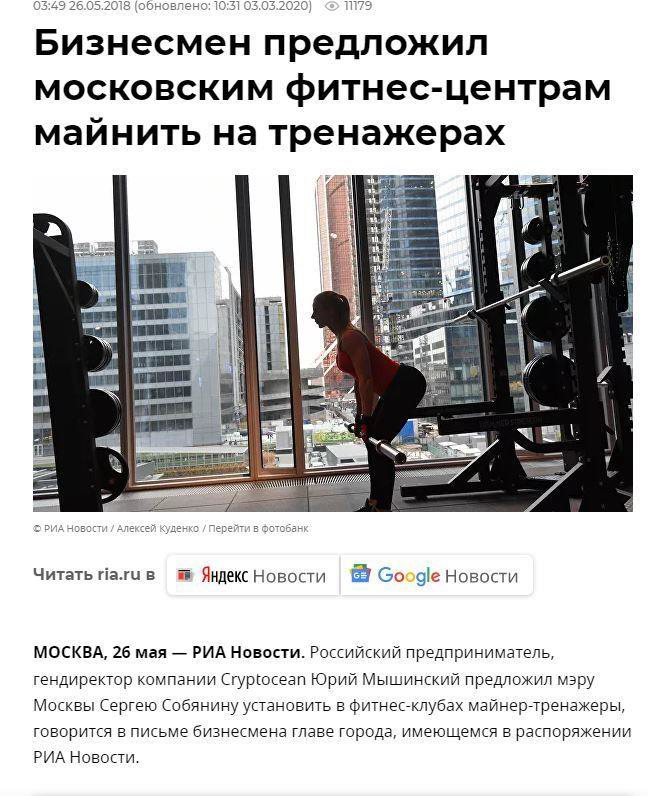 03:49 26.05.2018 (обновлено: 10:31 03.03.2020) 11179
Бизнесмен предложил
московским фитнес-центрам
майнить на тренажерах
© РИА Новости / Алексей Куденко / Перейти в фотобанк
Читать ria.ru в Яндекс Новости Google Новости
МОСКВА, 26 мая — РИА Новости. Российский предприниматель,
гендиректор компании Cryptocean Юрий Мышинский предложил мэру
Москвы Сергею Собянину установить в фитнес-клубах майнер-тренажеры,
говорится в письме бизнесмена главе города, имеющемся в распоряжении
РИА Новости.